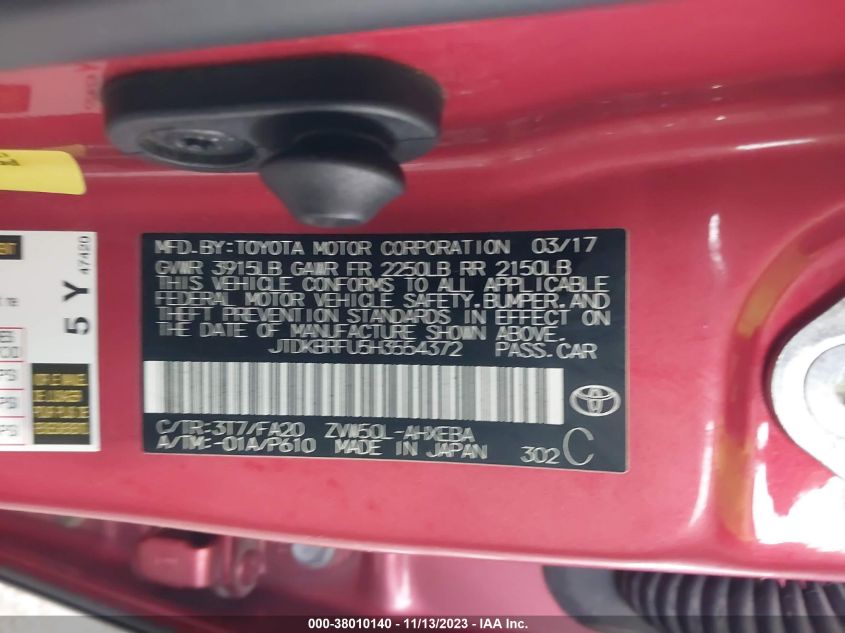 MFD.BY:TOYOTA MOTOR CORPORATION 03/17
GVWR 3915LB GAWR FR 2250LB RR 2150LB
THIS VEHICLE CONFORMS TO ALL APPLICABLE
FEDERAL MOTOR VEHICLE SAFETY,BUMPER,AND
THEFT PREVENTION STANDARDS IN EFFECT ON
THE DATE OF MANUFACTURE SHOWN ABOVE.
JTDKBRFU5H3554372 PASS.CAR
C/TR:3T7/FA20 ZVW50L-AHXEBA
A/TM:-01A/P610 MADE IN JAPAN
302 C
5 Y
47420
000-38010140 - 11/13/2023 - IAA Inc.